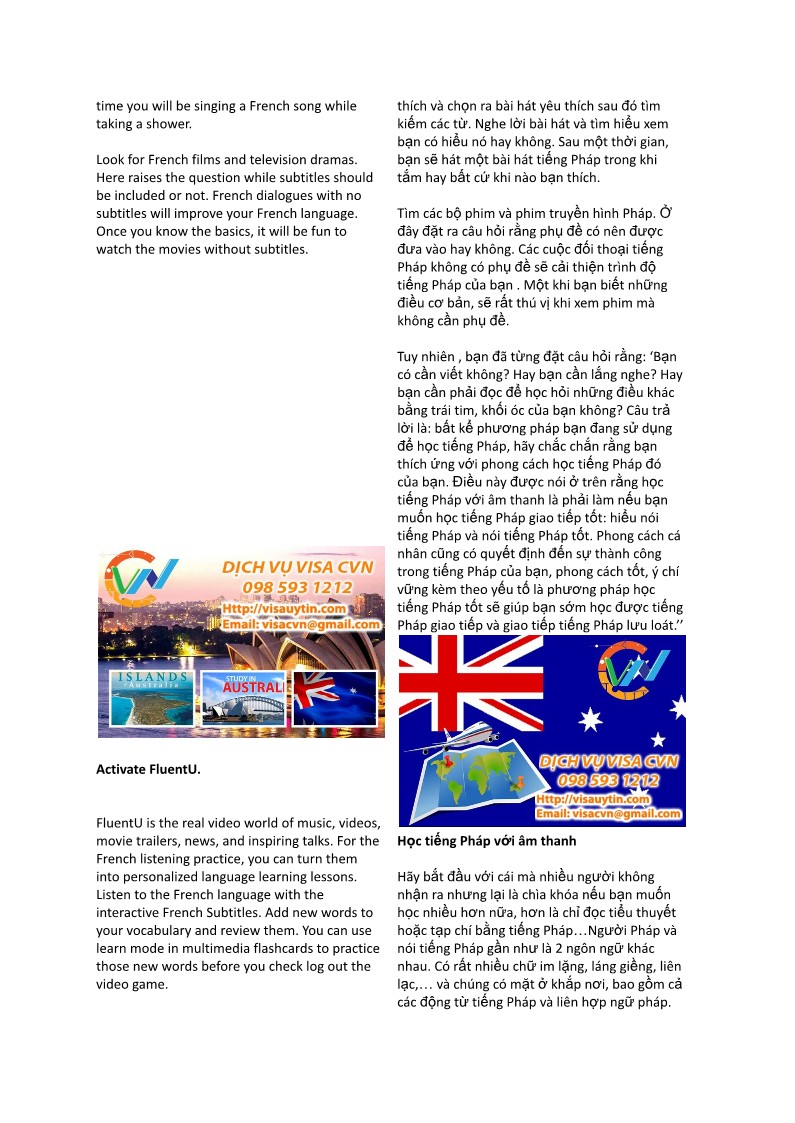 time you will be singing a French song while
taking a shower.
Look for French films and television dramas.
Here raises the question while subtitles should
be included or not. French dialogues with no
subtitles will improve your French language.
Once you know the basics, it will be fun to
watch the movies without subtitles.
DỊCH VỤ VISA CVN
098 593 1212
Http://visauytin.com
Email: visacvn@gmail.com
ISLANDS
of Australia
STUDY IN
AUSTRALI
Activate FluentU.
FluentU is the real video world of music, videos,
movie trailers, news, and inspiring talks. For the
French listening practice, you can turn them
into personalized language learning lessons.
Listen to the French language with the
interactive French Subtitles. Add new words to
your vocabulary and review them. You can use
learn mode in multimedia flashcards to practice
those new words before you check log out the
video game.
thích và chọn ra bài hát yêu thích sau đó tìm
kiếm các từ. Nghe lời bài hát và tìm hiểu xem
bạn có hiểu nó hay không. Sau một thời gian,
bạn sẽ hát một bài hát tiếng Pháp trong khi
tắm hay bất cứ khi nào bạn thích.
Tìm các bộ phim và phim truyền hình Pháp. Ở
đây đặt ra câu hỏi rằng phụ đề có nên được
đưa vào hay không. Các cuộc đối thoại tiếng
Pháp không có phụ đề sẽ cải thiện trình độ
tiếng Pháp của bạn . Một khi bạn biết những
điều cơ bản, sẽ rất thú vị khi xem phim mà
không cần phụ đề.
Tuy nhiên , bạn đã từng đặt câu hỏi rằng: ‘Bạn
có cần viết không? Hay bạn cần lắng nghe? Hay
bạn cần phải đọc để học hỏi những điều khác
bằng trái tim, khối óc của bạn không? Câu trả
lời là: bất kể phương pháp bạn đang sử dụng
để học tiếng Pháp, hãy chắc chắn rằng bạn
thích ứng với phong cách học tiếng Pháp đó
của bạn. Điều này được nói ở trên rằng học
tiếng Pháp với âm thanh là phải làm nếu bạn
muốn học tiếng Pháp giao tiếp tốt: hiểu nói
tiếng Pháp và nói tiếng Pháp tốt. Phong cách cá
nhân cũng có quyết định đến sự thành công
trong tiếng Pháp của bạn, phong cách tốt, ý chí
vững kèm theo yếu tố là phương pháp học
tiếng Pháp tốt sẽ giúp bạn sớm học được tiếng
Pháp giao tiếp và giao tiếp tiếng Pháp lưu loát.’’
DỊCH VỤ VISA CVN
098 593 1212
Http://visauytin.com
Email: visacvn@gmail.com
Học tiếng Pháp với âm thanh
Hãy bắt đầu với cái mà nhiều người không
nhận ra nhưng lại là chìa khóa nếu bạn muốn
học nhiều hơn nữa, hơn là chỉ đọc tiểu thuyết
hoặc tạp chí bằng tiếng Pháp…Người Pháp và
nói tiếng Pháp gần như là 2 ngôn ngữ khác
nhau. Có rất nhiều chữ im lặng, láng giềng, liên
lạc,… và chúng có mặt ở khắp nơi, bao gồm cả
các động từ tiếng Pháp và liên hợp ngữ pháp.